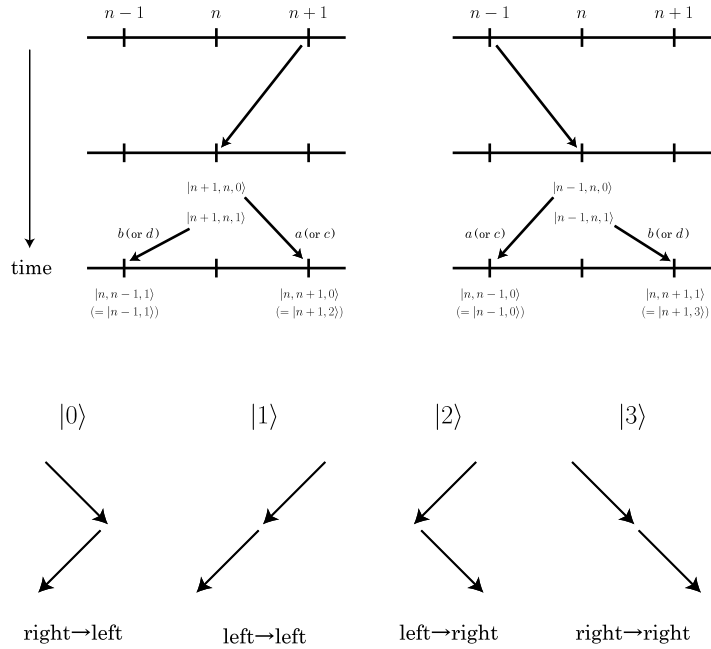 n − 1 n n + 1
n − 1 n n + 1
|n + 1, n, 0⟩
|n + 1, n, 1⟩
b (or d) a (or c)
|n − 1, n, 0⟩
|n − 1, n, 1⟩
a (or c) b (or d)
time
|n, n − 1, 1⟩
(= |n − 1, 1⟩)
|n, n + 1, 0⟩
(= |n + 1, 2⟩)
|n, n − 1, 0⟩
(= |n − 1, 0⟩)
|n, n + 1, 1⟩
(= |n + 1, 3⟩)
|0⟩ |1⟩ |2⟩ |3⟩
right→left left→left left→right right→right